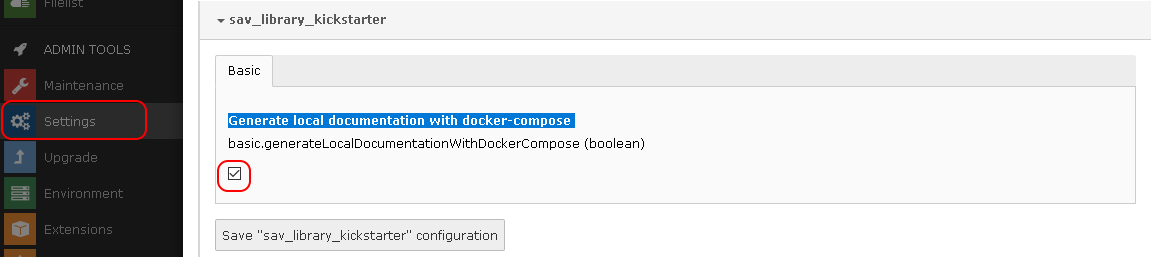 Filelist
ADMIN TOOLS
Maintenance
Settings
Upgrade
Environment
Extensions
sav_library_kickstarter
Basic
Generate local documentation with docker-compose
basic.generateLocalDocumentationWithDockerCompose (boolean)
Save "sav_library_kickstarter" configuration